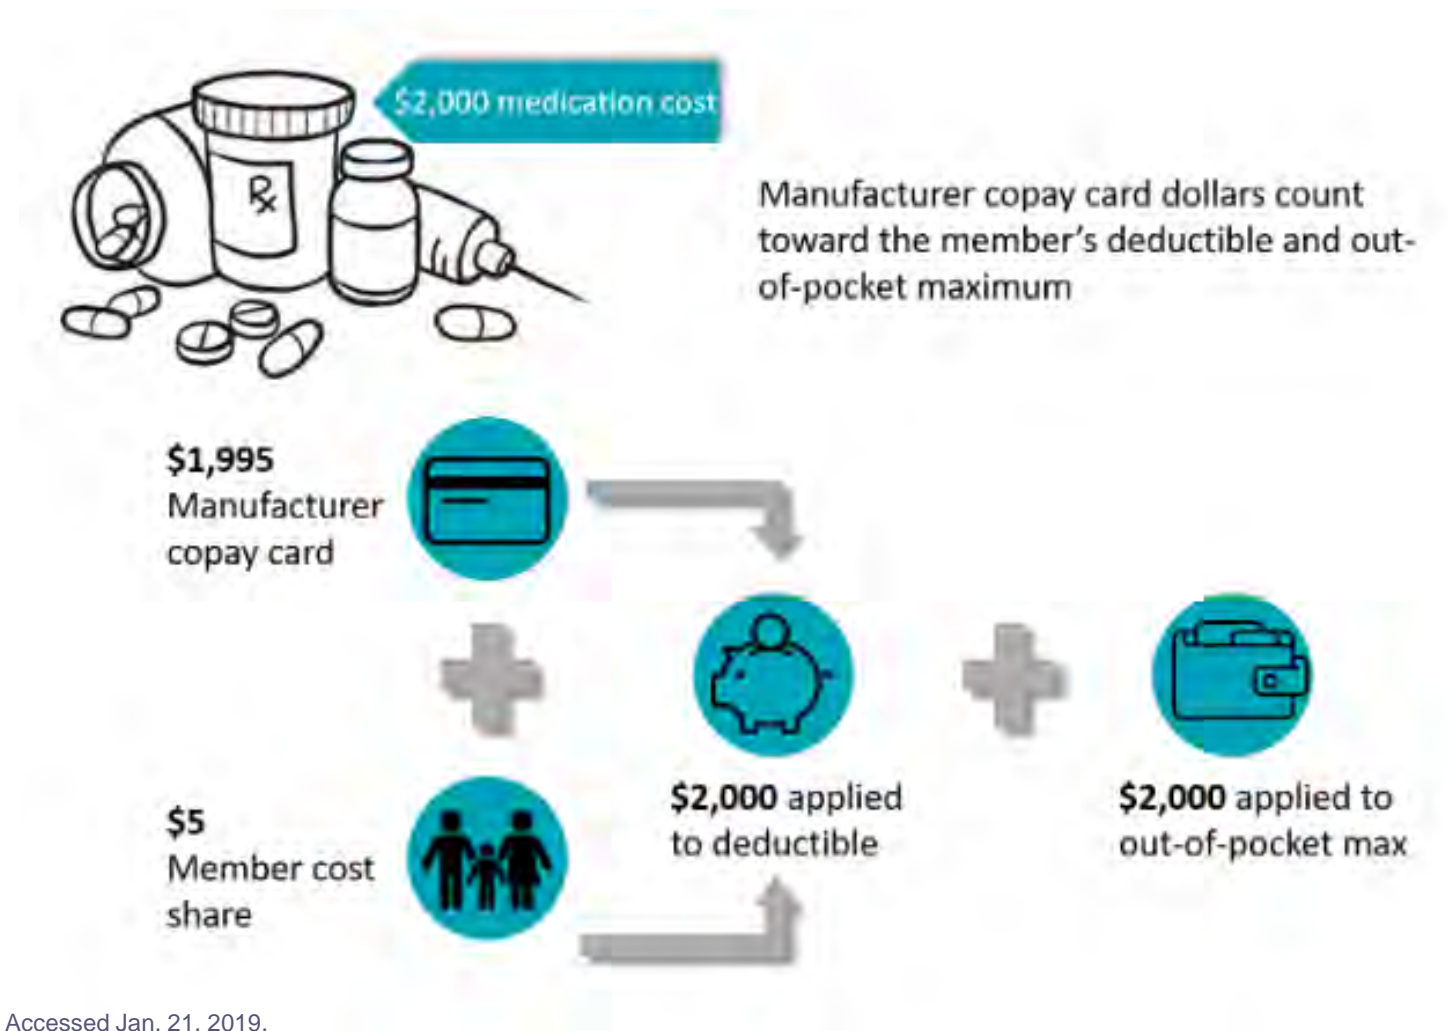 $2,000 medication cost
Rx
Manufacturer copay card dollars count
toward the member's deductible and out-
of-pocket maximum
$1,995
Manufacturer
copay card
$5
Member cost
share
$2,000 applied
to deductible
$2,000 applied to
out-of-pocket max
Accessed Jan. 21, 2019.